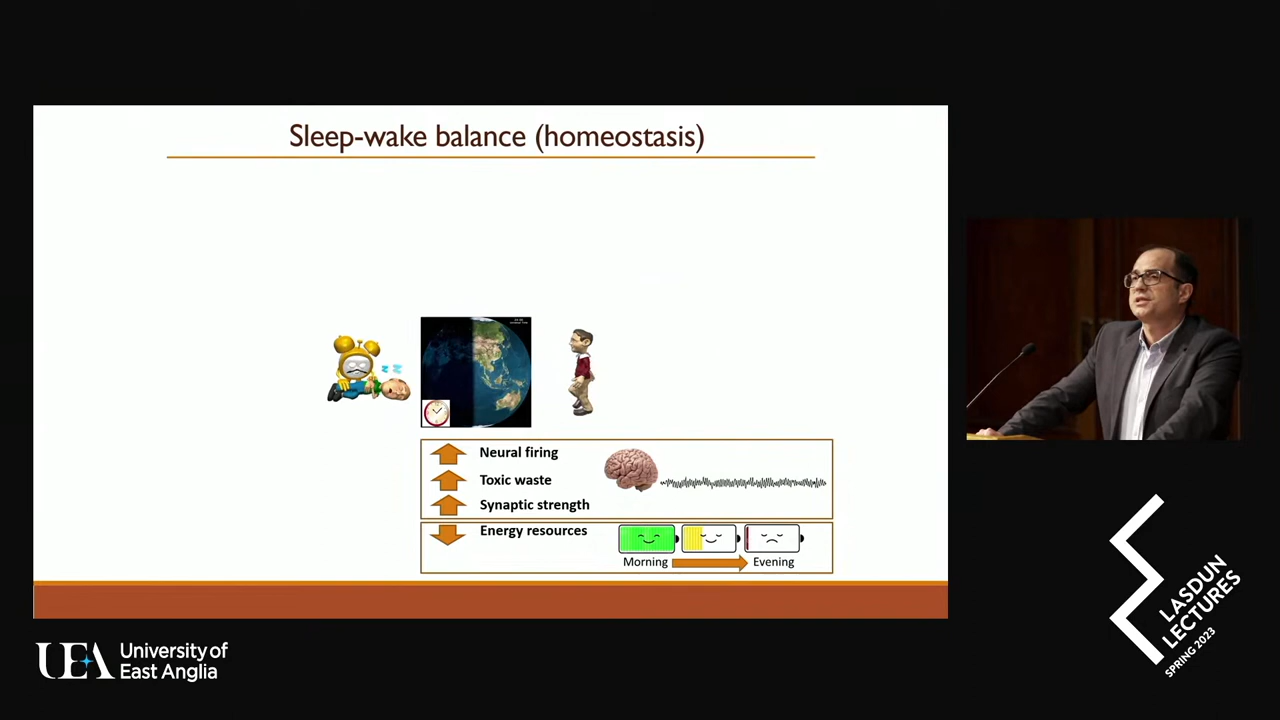 Sleep-wake balance (homeostasis)
Neural firing
Toxic waste
Synaptic strength
Energy resources
Morning
Evening
UEA University of
East Anglia
LASDUN
LECTURES
SPRING 2023